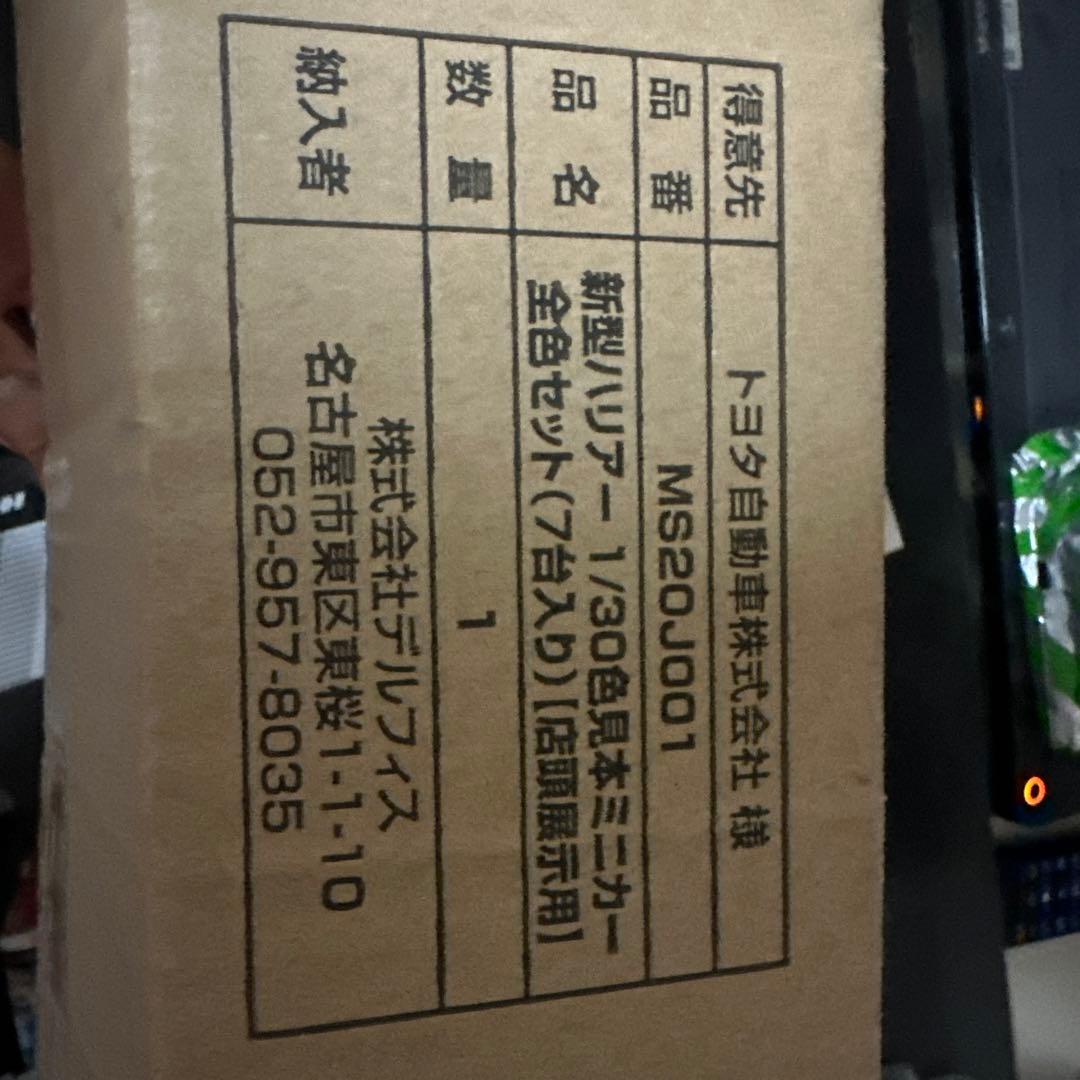 得意先 トヨタ自動車株式会社 様
品番 MS20J001
品名 新型ハリアー 1/30色見本ミニカー
全色セット(7台入り)[店頭展示用]
数量 1
納入者 株式会社デルフィス
名古屋市東区東桜1-1-10
052-957-8035